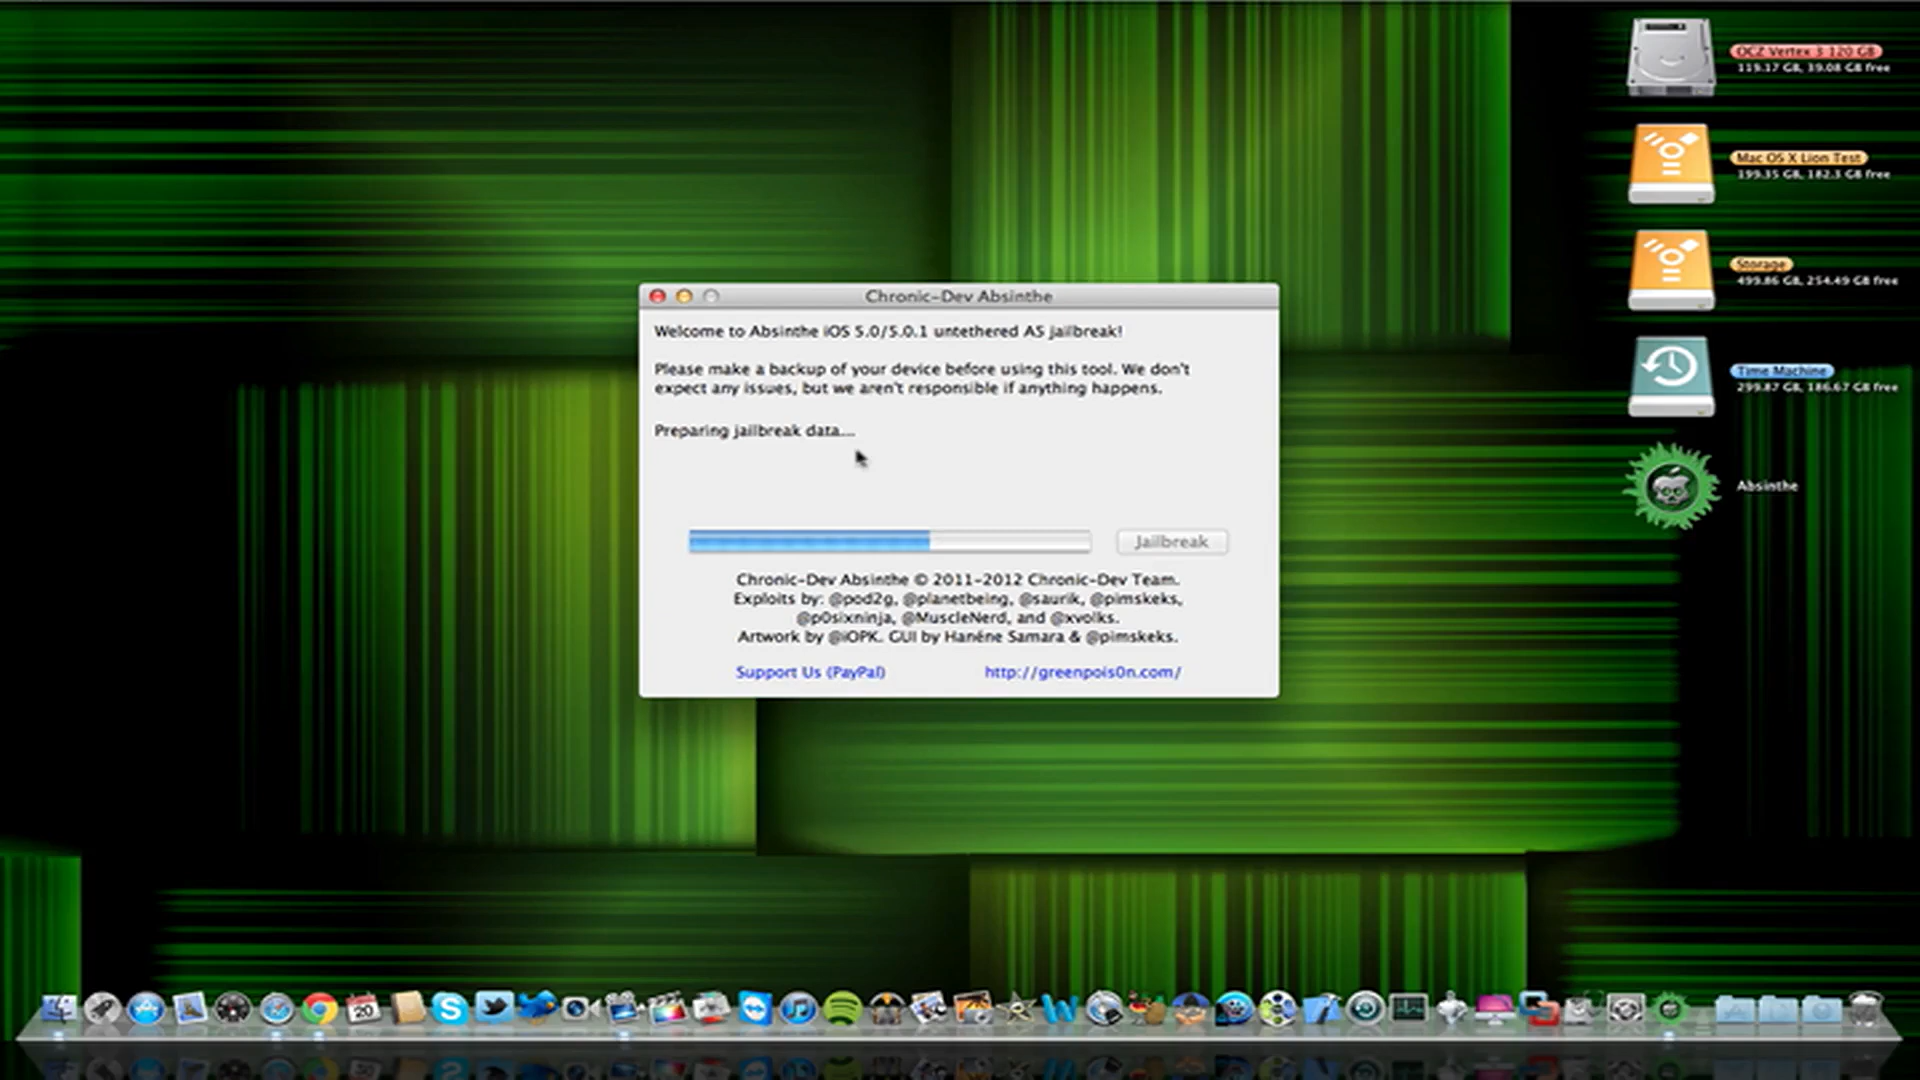 Chronic-Dev Absinthe
Welcome to Absinthe iOS 5.0/5.0.1 untethered A5 jailbreak!
Please make a backup of your device before using this tool. We don't
expect any issues, but we aren't responsible if anything happens.
Preparing jailbreak data...
Jailbreak
Chronic-Dev Absinthe © 2011-2012 Chronic-Dev Team.
Exploits by: @pod2g, @planetbeing, @saurik, @pimskeks,
@p0sixninja, @MuscleNerd, and @xvolks.
Artwork by @iOPK. GUI by Hanéne Samara & @pimskeks.
Support Us (PayPal)
http://greenpois0n.com/
OCZ Vertex 3 120 GB
119.17 GB, 39.08 GB free
Mac OS X Lion Test
199.35 GB, 182.3 GB free
Storage
499.86 GB, 254.49 GB free
Time Machine
299.87 GB, 186.67 GB free
Absinthe
20